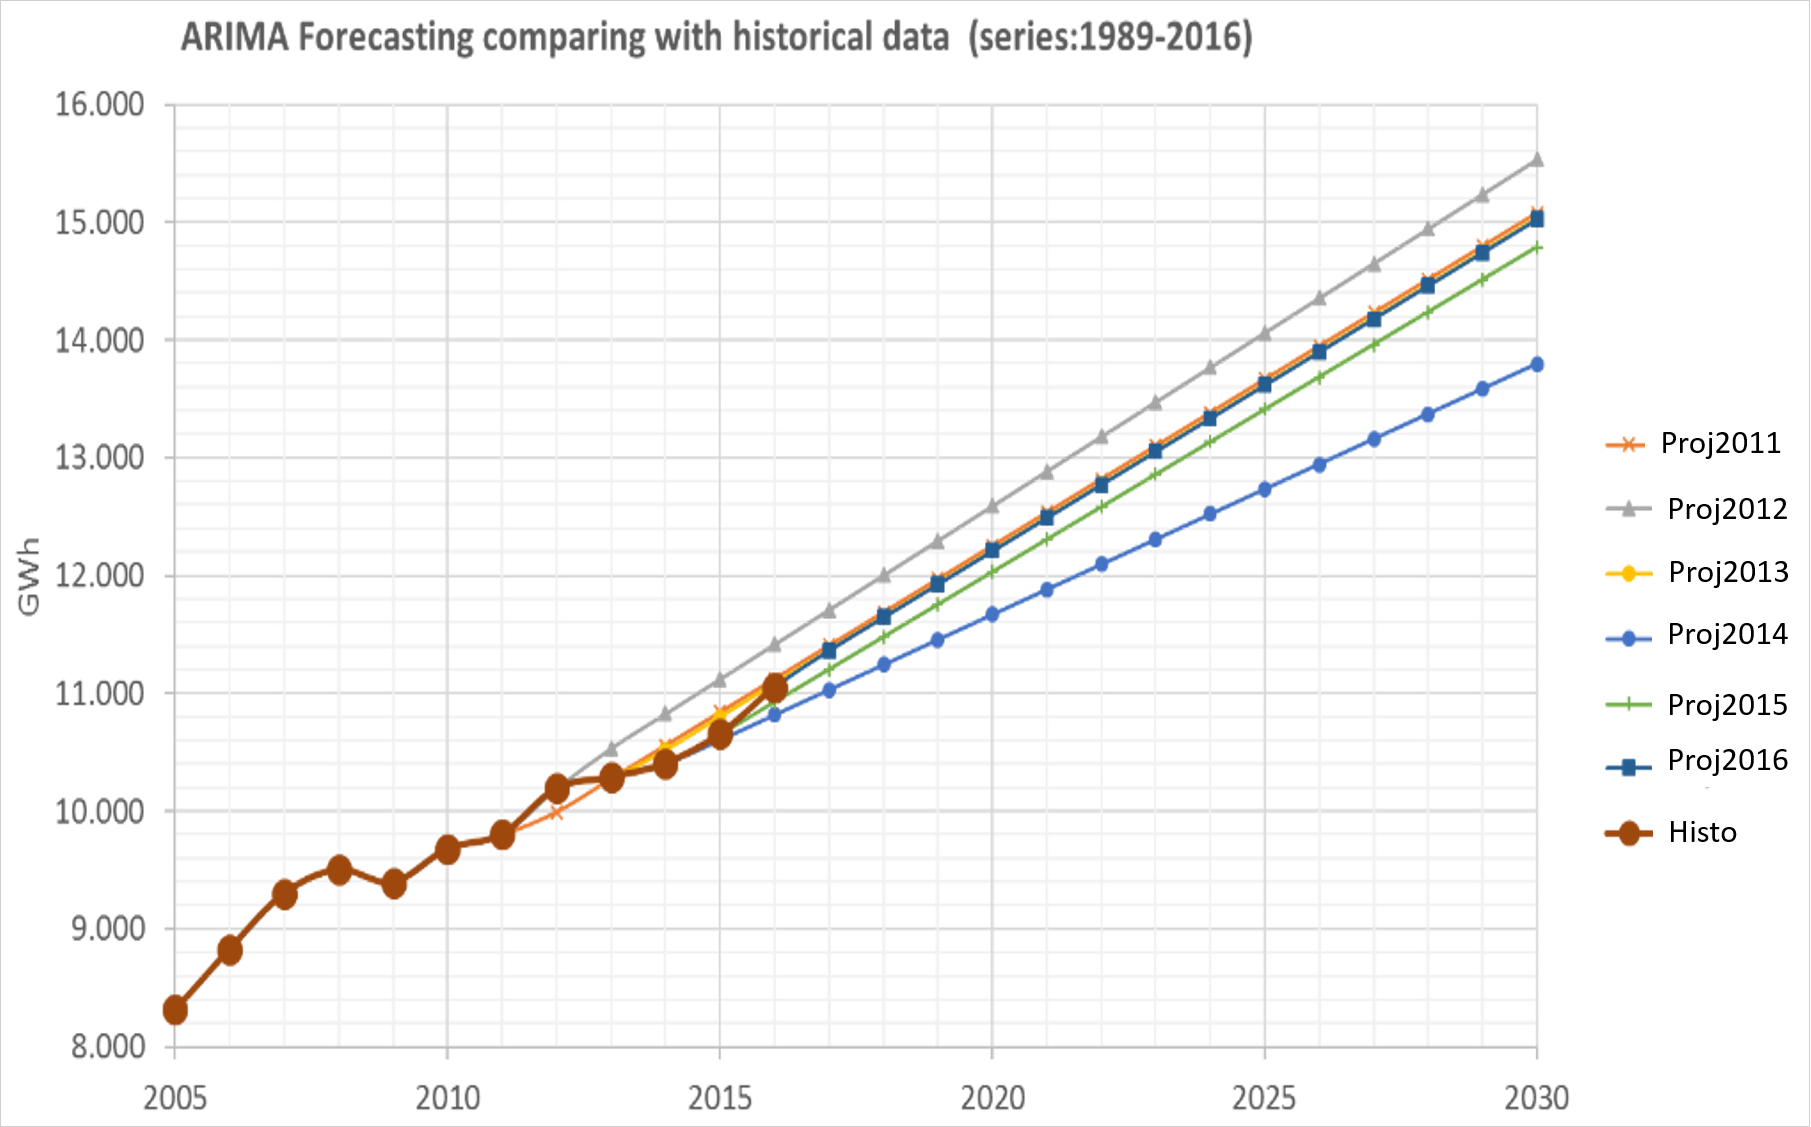 ARIMA Forecasting comparing with historical data (series:1989-2016)
16.000
15.000
14.000
13.000
12.000
11.000
10.000
9.000
8.000
GWh
2005 2010 2015 2020 2025 2030
Proj2011
Proj2012
Proj2013
Proj2014
Proj2015
Proj2016
Histo